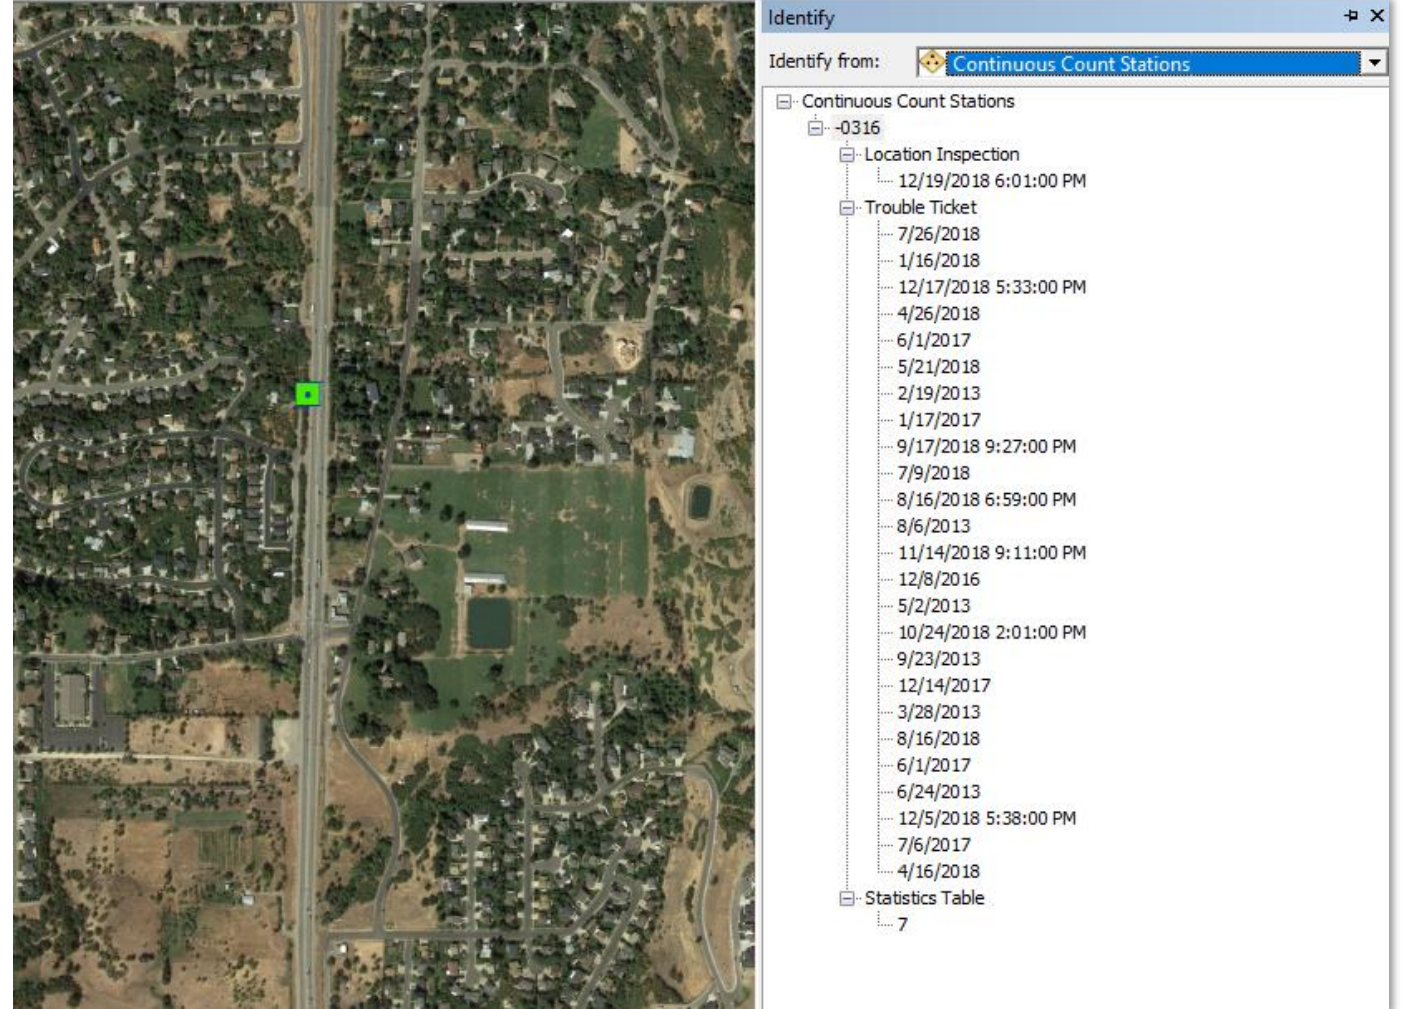 Identify
Identify from: Continuous Count Stations
Continuous Count Stations
-0316
Location Inspection
12/19/2018 6:01:00 PM
Trouble Ticket
7/26/2018
1/16/2018
12/17/2018 5:33:00 PM
4/26/2018
6/1/2017
5/21/2018
2/19/2013
1/17/2017
9/17/2018 9:27:00 PM
7/9/2018
8/16/2018 6:59:00 PM
8/6/2013
11/14/2018 9:11:00 PM
12/8/2016
5/2/2013
10/24/2018 2:01:00 PM
9/23/2013
12/14/2017
3/28/2013
8/16/2018
6/1/2017
6/24/2013
12/5/2018 5:38:00 PM
7/6/2017
4/16/2018
Statistics Table
7